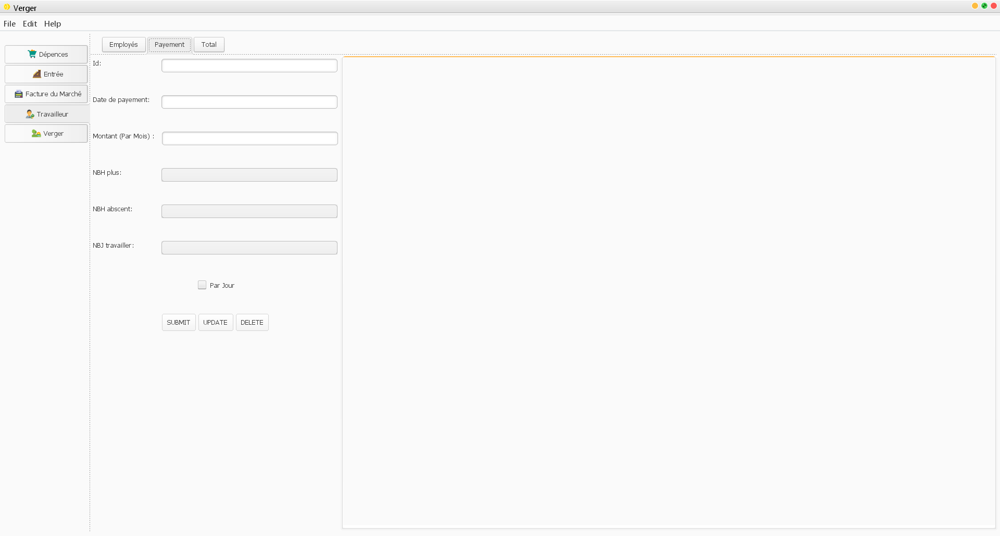 Verger
File Edit Help
Dépences
Entrée
Facture du Marché
Travailleur
Verger
Employés Payement Total
Id:
Date de payement:
Montant (Par Mois) :
NBH plus:
NBH abscent:
NBJ travailler:
Par Jour
SUBMIT UPDATE DELETE